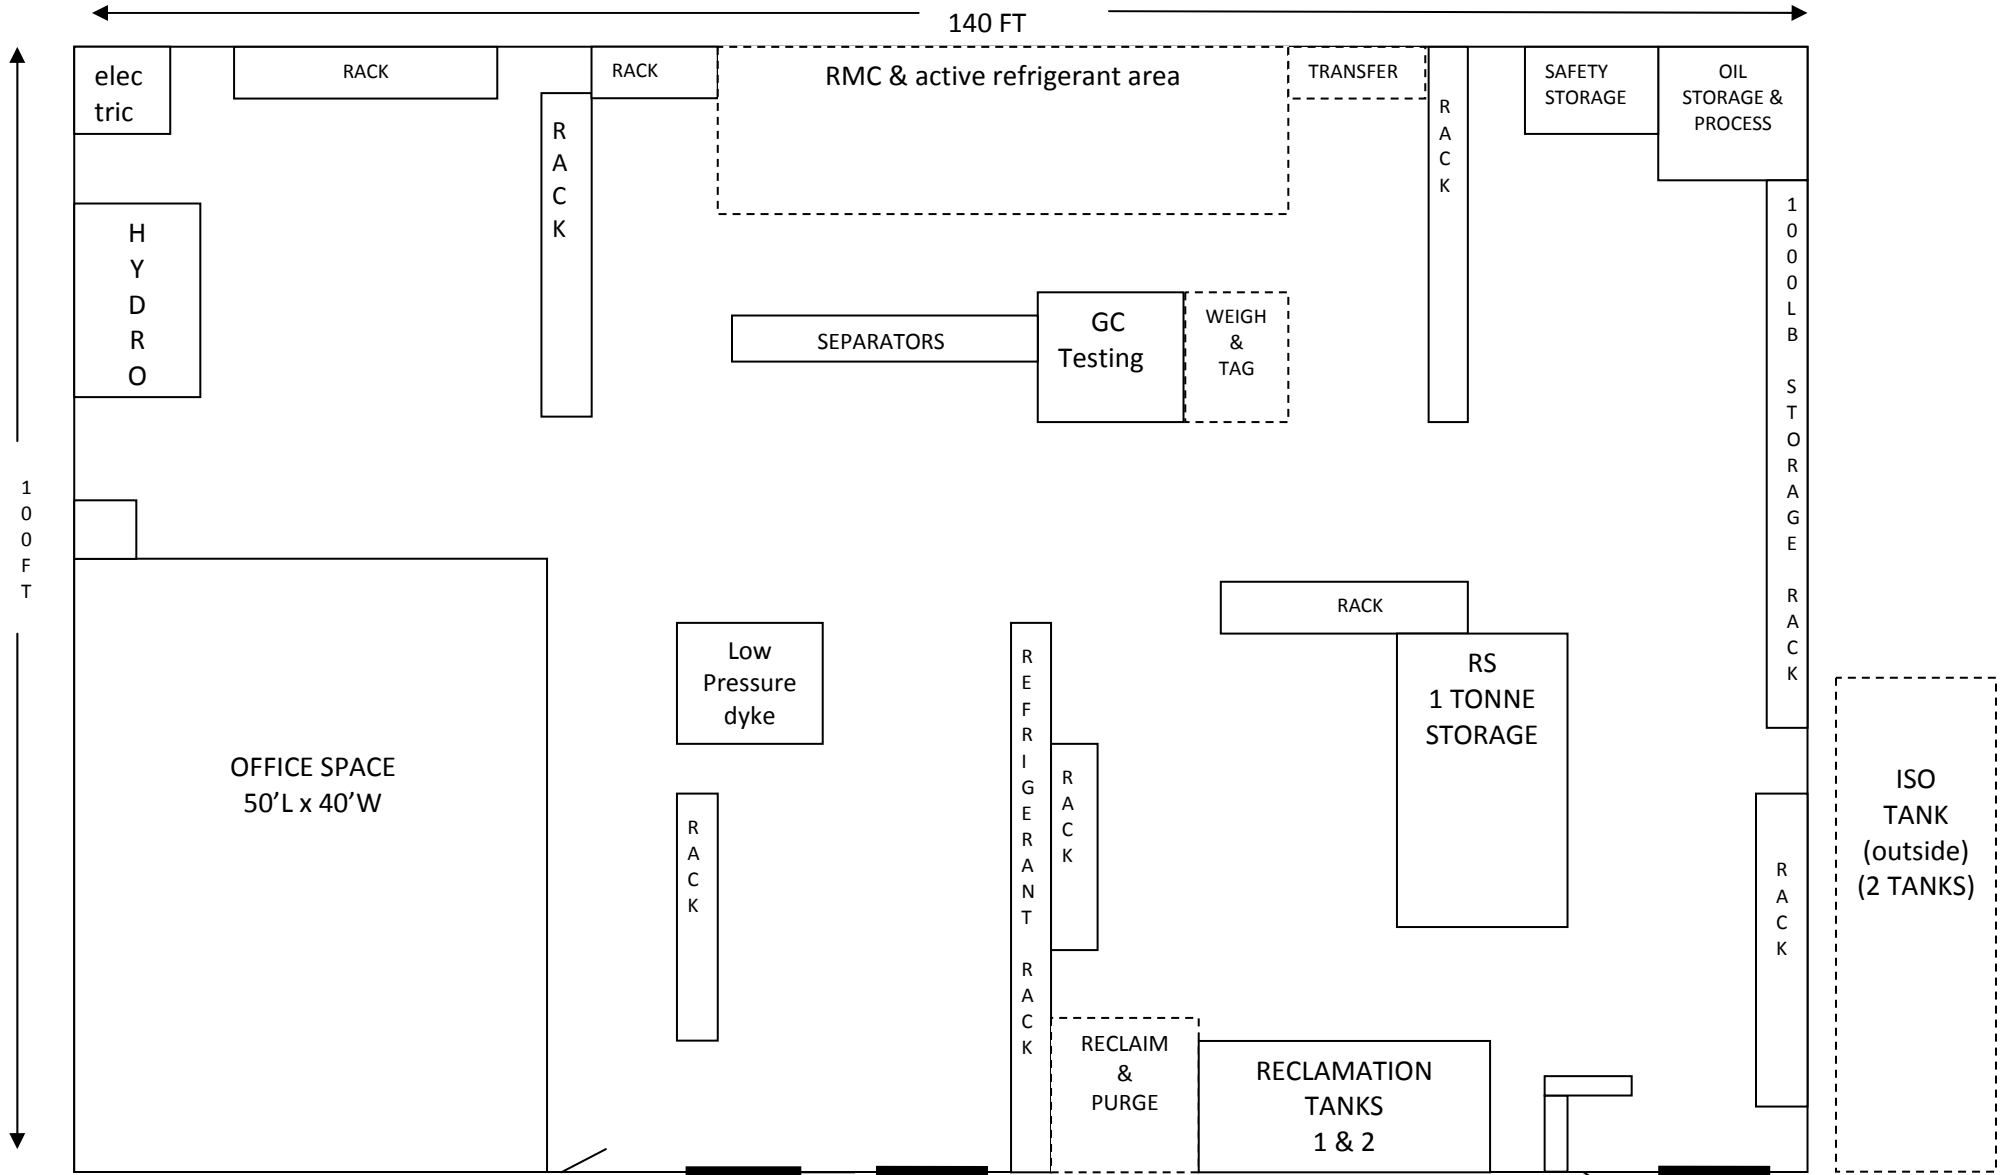 140 FT
elec
tric
RACK
RACK
RMC & active refrigerant area
TRANSFER
SAFETY
STORAGE
OIL
STORAGE &
PROCESS
R
A
C
K
R
A
C
K
H
Y
D
R
O
1
0
0
0
L
B
S
T
O
R
A
G
E
R
A
C
K
SEPARATORS
GC
Testing
WEIGH
&
TAG
1
0
0
F
T
RACK
Low
Pressure
dyke
R
E
F
R
I
G
E
R
A
N
T
R
A
C
K
RS
1 TONNE
STORAGE
OFFICE SPACE
50’L x 40’W
R
A
C
K
R
A
C
K
ISO
TANK
(outside)
(2 TANKS)
R
A
C
K
RECLAIM
&
PURGE
RECLAMATION
TANKS
1 & 2